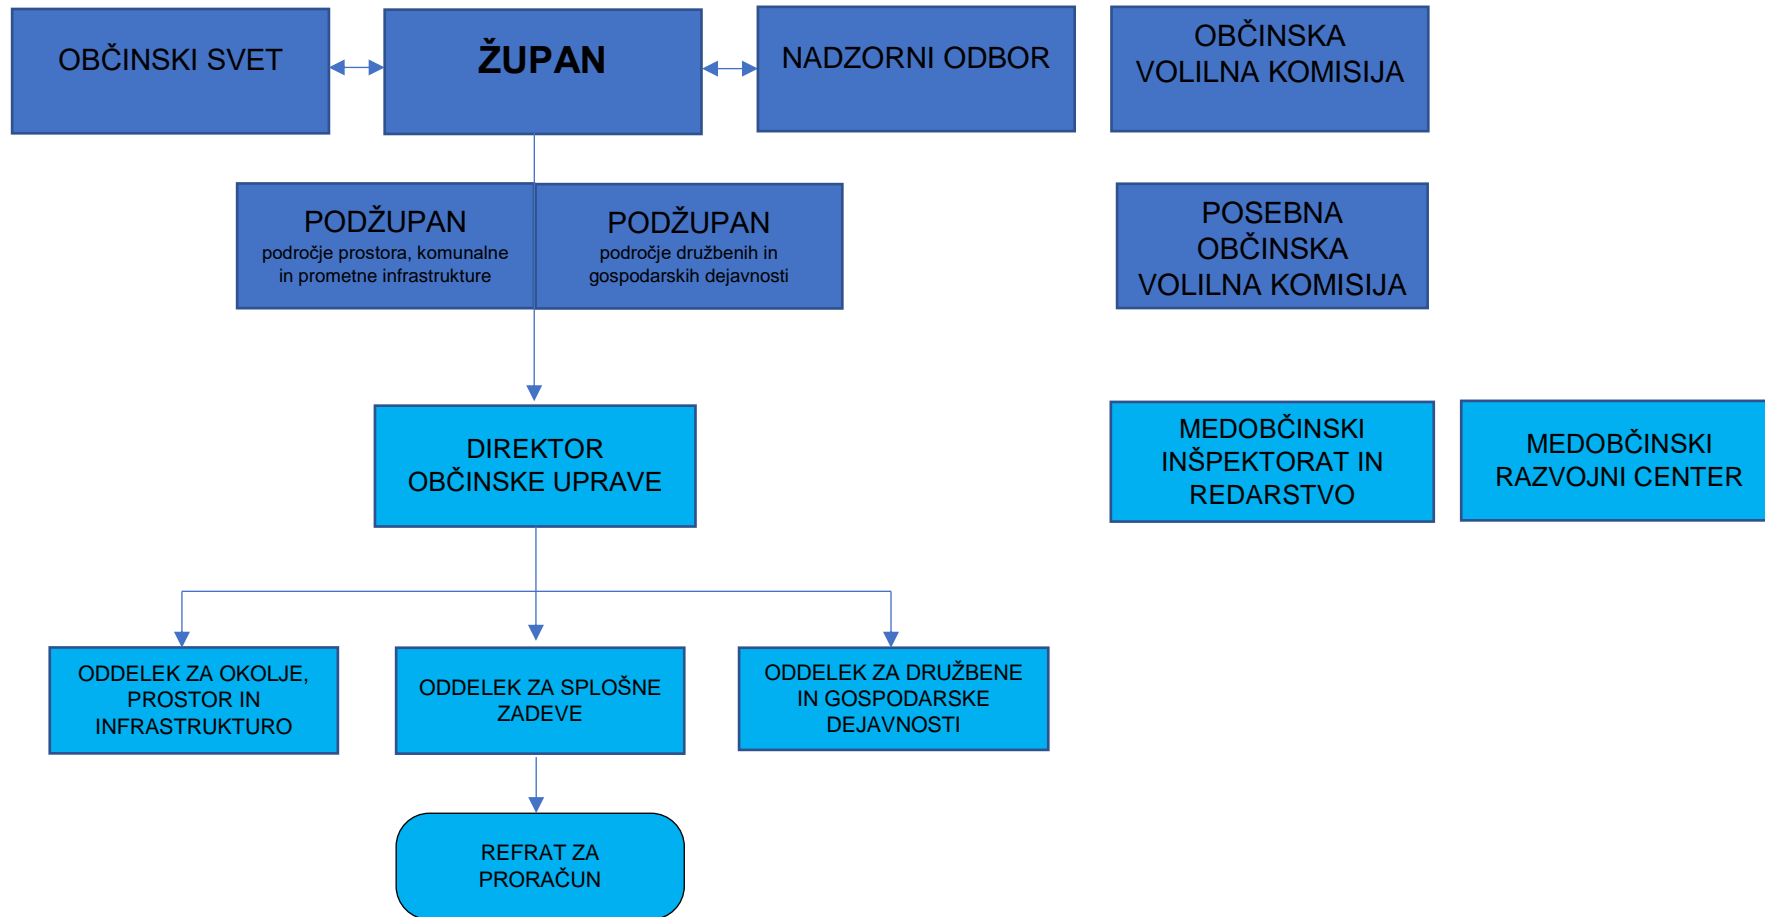 OBČINSKI SVET
ŽUPAN
NADZORNI ODBOR
OBČINSKA
VOLILNA KOMISIJA
PODŽUPAN
področje prostora, komunalne
in prometne infrastrukture
PODŽUPAN
področje družbenih in
gospodarskih dejavnosti
POSEBNA
OBČINSKA
VOLILNA KOMISIJA
DIREKTOR
OBČINSKE UPRAVE
MEDOBČINSKI
INŠPEKTORAT IN
REDARSTVO
MEDOBČINSKI
RAZVOJNI CENTER
ODDELEK ZA OKOLJE,
PROSTOR IN
INFRASTRUKTURO
ODDELEK ZA SPLOŠNE
ZADEVE
ODDELEK ZA DRUŽBENE
IN GOSPODARSKE
DEJAVNOSTI
REFRAT ZA
PRORAČUN